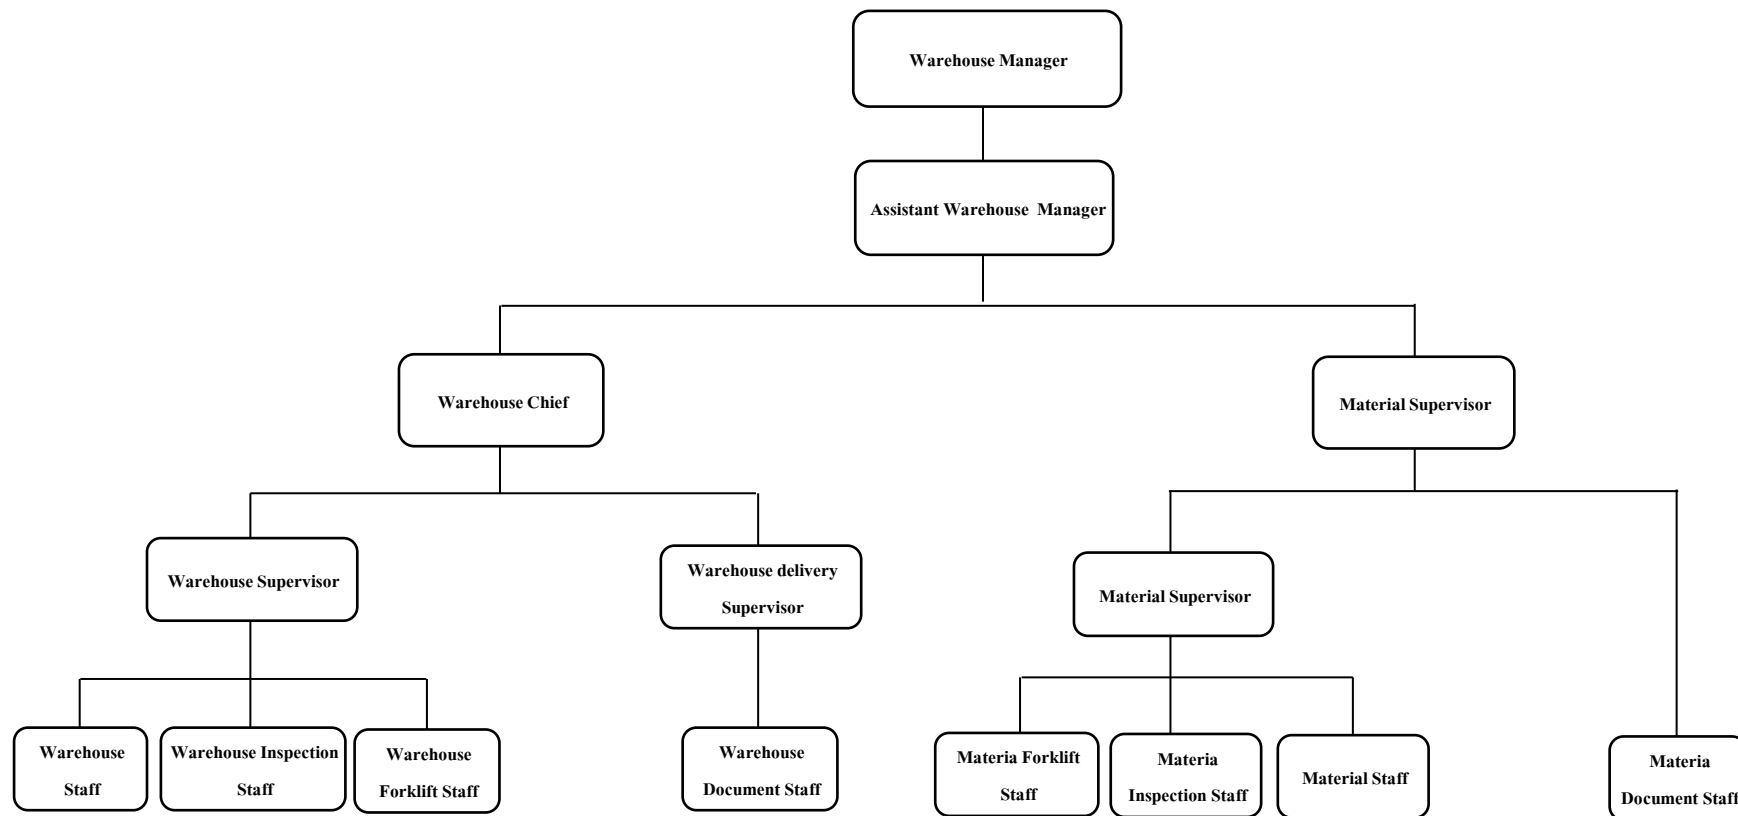 Warehouse Manager
Assistant Warehouse Manager
Warehouse Chief
Material Supervisor
Warehouse Supervisor
Warehouse delivery
Supervisor
Material Supervisor
Warehouse
Staff
Warehouse Inspection
Staff
Warehouse
Forklift Staff
Warehouse
Document Staff
Materia Forklift
Staff
Materia
Inspection Staff
Material Staff
Materia
Document Staff